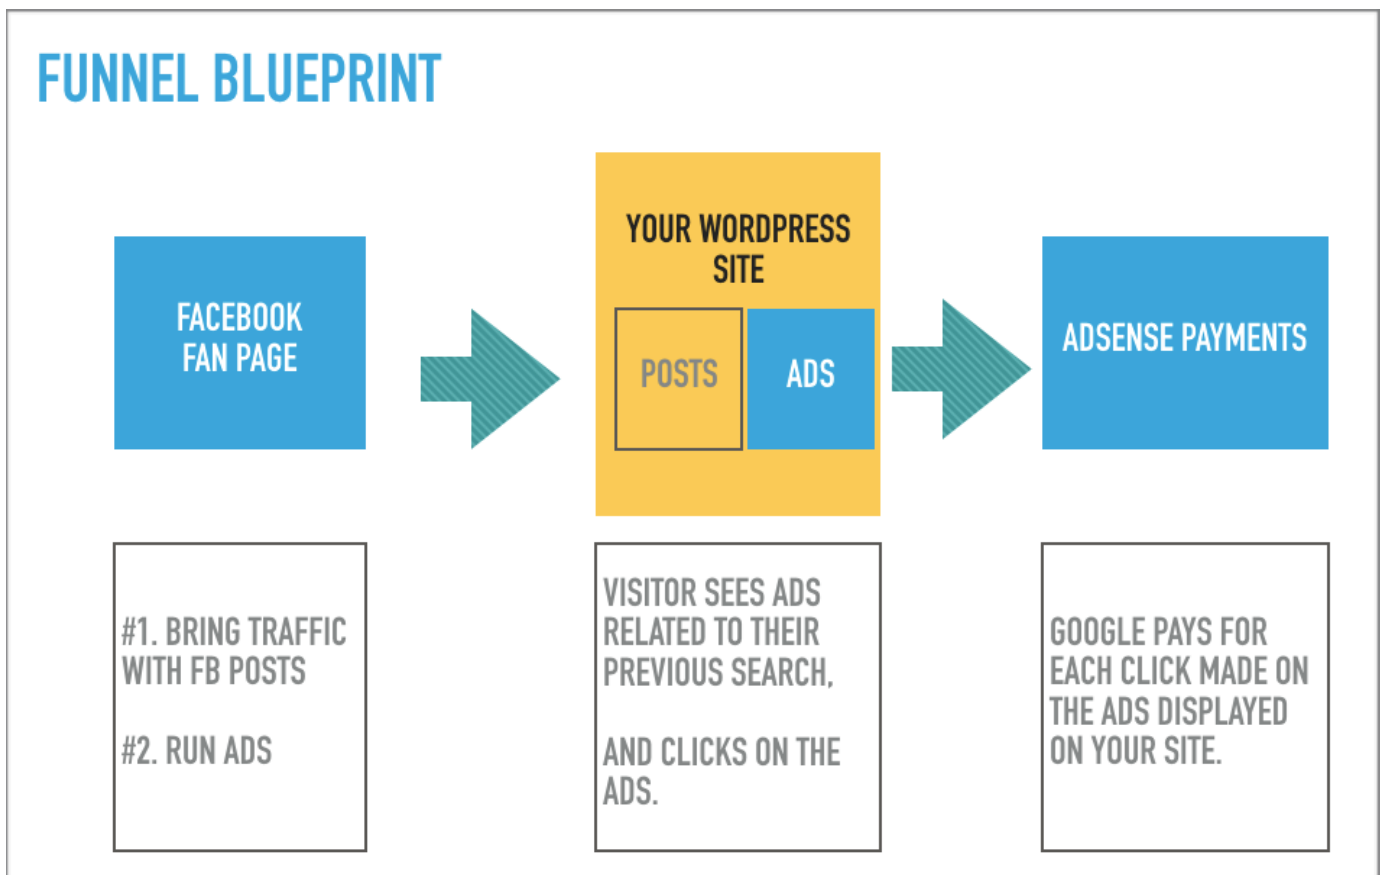 FUNNEL BLUEPRINT
FACEBOOK
FAN PAGE
YOUR WORDPRESS
SITE
POSTS
ADS
ADSENSE PAYMENTS
#1. BRING TRAFFIC
WITH FB POSTS
#2. RUN ADS
VISITOR SEES ADS
RELATED TO THEIR
PREVIOUS SEARCH,
AND CLICKS ON THE
ADS.
GOOGLE PAYS FOR
EACH CLICK MADE ON
THE ADS DISPLAYED
ON YOUR SITE.